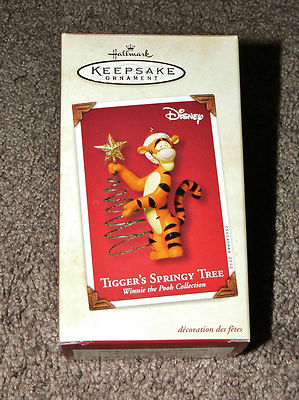 Hallmark
KEEPSAKE
ORNAMENT
Disney
TIGGER'S SPRINGY TREE
Winnie the Pooh Collection
décoration des fêtes